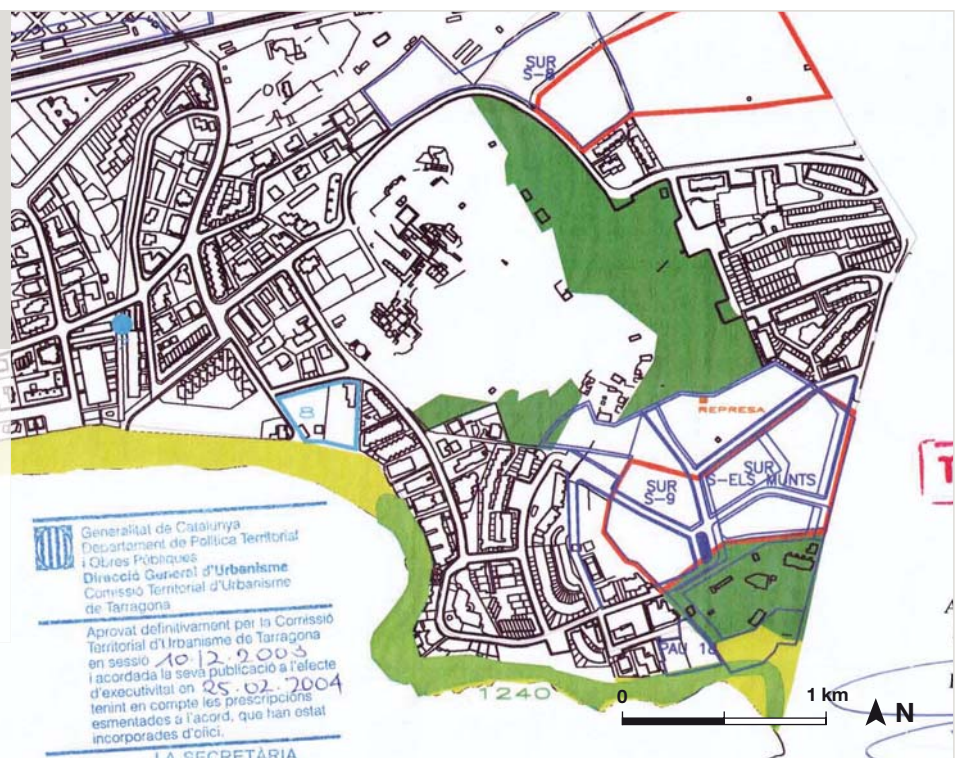 SUR
S-8
8
REPRESA
SUR
S-ELS MUNTS
SUR
S-9
PAU 18
1240
0
1 km
N
T
Generalitat de Catalunya
Departament de Política Territorial
i Obres Públiques
Direcció General d'Urbanisme
Comissió Territorial d'Urbanisme
de Tarragona
Aprovat definitivament per la Comissió
Territorial d'Urbanisme de Tarragona
en sessió 10.12.2003
i acordada la seva publicació a l'efecte
d'executivitat en 25.02.2004
tenint en compte les prescripcions
esmentades a l'acord, que han estat
incorporades d'ofici.
LA SECRETÀRIA